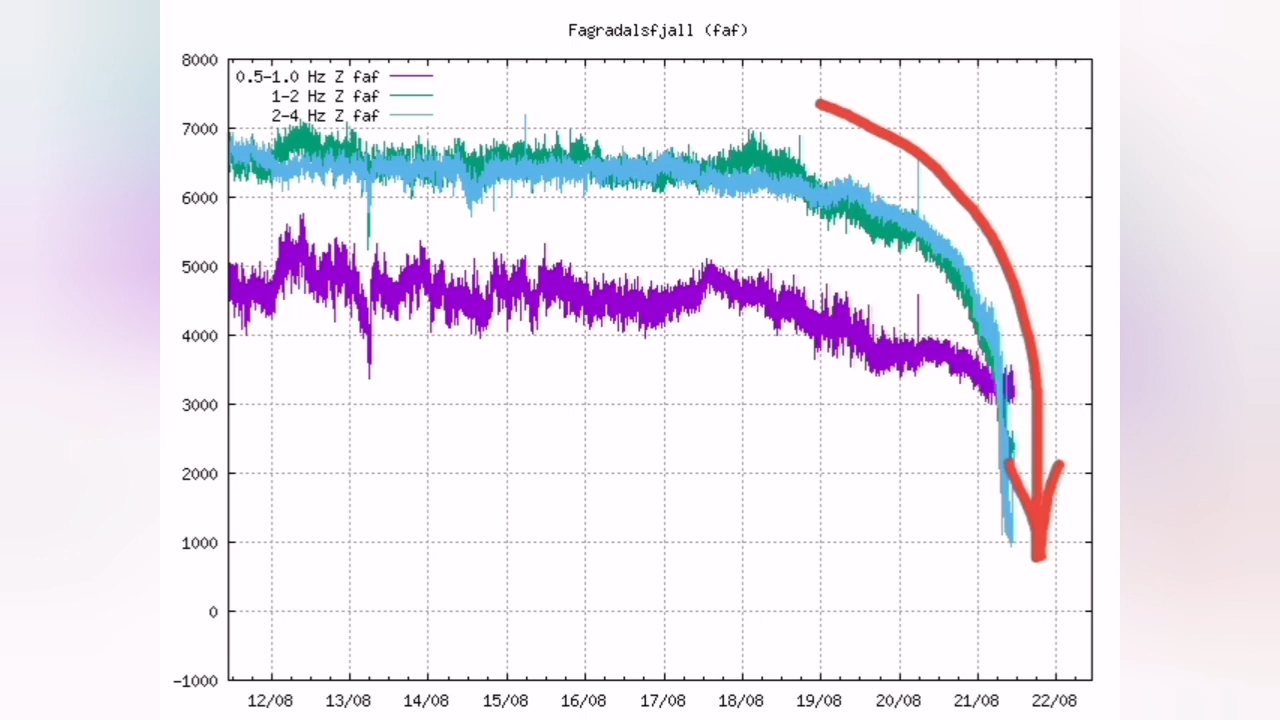 Fagradalsfjall (faf)
8000
7000
6000
5000
4000
3000
2000
1000
0
-1000
0.5-1.0 Hz Z faf
1-2 Hz Z faf
2-4 Hz Z faf
12/08 13/08 14/08 15/08 16/08 17/08 18/08 19/08 20/08 21/08 22/08